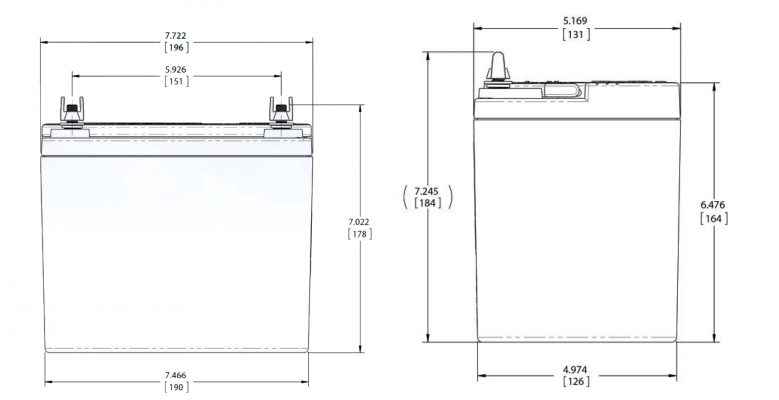 7.722
[ 196 ]
5.926
[ 151 ]
7.022
[ 178 ]
7.466
[ 190 ]
5.169
[ 131 ]
( 7.245 )
[ 184 ]
6.476
[ 164 ]
4.974
[ 126 ]